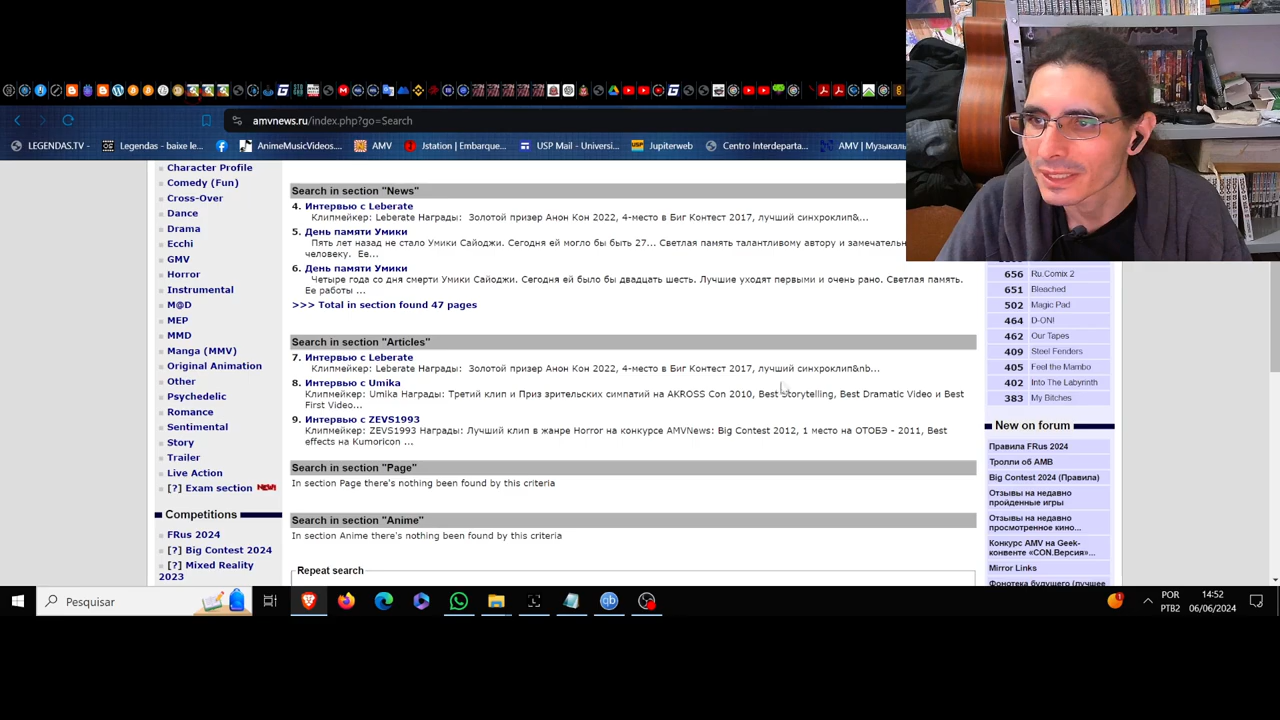 amvnews.ru/index.php?go=Search
LEGENDAS.TV -
Legendas - baixe le...
AnimeMusicVideos....
AMV
Jstation | Embarque...
USP Mail - Universi...
Jupiterweb
Centro Interdeparta...
AMV | Музыкаль
Character Profile
Comedy (Fun)
Cross-Over
Dance
Drama
Ecchi
GMV
Horror
Instrumental
M@D
MEP
MMD
Manga (MMV)
Original Animation
Other
Psychedelic
Romance
Sentimental
Story
Trailer
Live Action
[?] Exam section NEW!
Competitions
FRus 2024
[?] Big Contest 2024
[?] Mixed Reality
2023
Search in section "News"
4. Интервью с Leberate
Клипмейкер: Leberate Награды:  Золотой призер Анон Кон 2022, 4-место в Биг Контест 2017, лучший синхроклип&...
5. День памяти Умики
Пять лет назад не стало Умики Сайоджи. Сегодня ей могло бы быть 27... Светлая память талантливому автору и замечатель
человеку.  Ее...
6. День памяти Умики
Четыре года со дня смерти Умики Сайоджи. Сегодня ей было бы двадцать шесть. Лучшие уходят первыми и очень рано. Светлая память.
Ее работы ...
>>> Total in section found 47 pages
Search in section "Articles"
7. Интервью с Leberate
Клипмейкер: Leberate Награды:  Золотой призер Анон Кон 2022, 4-место в Биг Контест 2017, лучший синхроклип&nb...
8. Интервью с Umika
Клипмейкер: Umika Награды: Третий клип и Приз зрительских симпатий на AKROSS Con 2010, Best Storytelling, Best Dramatic Video и Best
First Video...
9. Интервью с ZEVS1993
Клипмейкер: ZEVS1993 Награды: Лучший клип в жанре Horror на конкурсе AMVNews: Big Contest 2012, 1 место на ОТОБЭ - 2011, Best
effects на Kumoricon ...
Search in section "Page"
In section Page there's nothing been found by this criteria
Search in section "Anime"
In section Anime there's nothing been found by this criteria
Repeat search
656 Ru.Comix 2
651 Bleached
502 Magic Pad
464 D-ON!
462 Our Tapes
409 Steel Fenders
405 Feel the Mambo
402 Into The Labyrinth
383 My Bitches
New on forum
Правила FRus 2024
Тролли об AMB
Big Contest 2024 (Правила)
Отзывы на недавно
пройденные игры
Отзывы на недавно
просмотренное кино...
Конкурс AMV на Geek-
конвенте «CON.Версия»...
Mirror Links
Фонотека будущего (лучшее
Pesquisar
POR
PTB2
14:52
06/06/2024